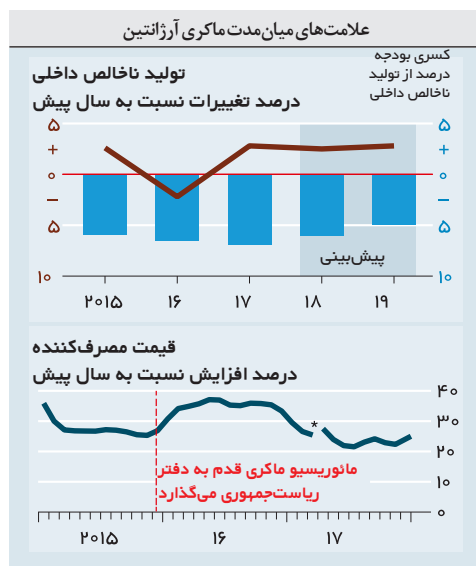 علامت‌های میان‌مدت ماکری آرژانتین
کسری بودجه
درصد از تولید
ناخالص داخلی
تولید ناخالص داخلی
درصد تغییرات نسبت به سال پیش
۵ ۵
+ +
۰ ۰
– –
۵ ۵
پیش‌بینی
۱۰ ۱۰
۲۰۱۵ ۱۶ ۱۷ ۱۸ ۱۹
قیمت مصرف‌کننده
درصد افزایش نسبت به سال پیش
۴۰
۳۰
*
۲۰
۱۰
۰
مائوریسیو ماکری قدم به دفتر
ریاست‌جمهوری می‌گذارد
۲۰۱۵ ۱۶ ۱۷